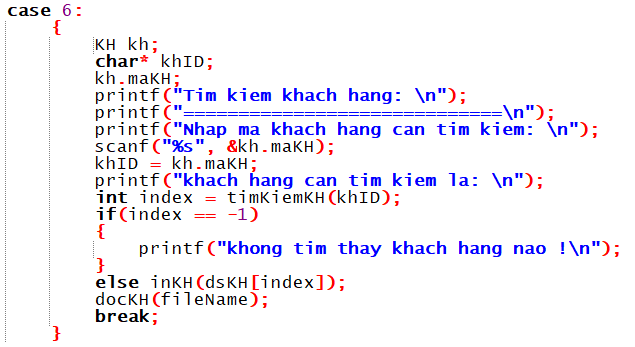 case 6:
{
KH kh;
char* khID;
kh.maKH;
printf("Tim kiem khach hang: \n");
printf("=============================\n");
printf("Nhap ma khach hang can tim kiem: \n");
scanf("%s", &kh.maKH);
khID = kh.maKH;
printf("khach hang can tim kiem la: \n");
int index = timKiemKH(khID);
if(index == -1)
{
printf("khong tim thay khach hang nao !\n");
}
else inKH(dsKH[index]);
docKH(fileName);
break;
}